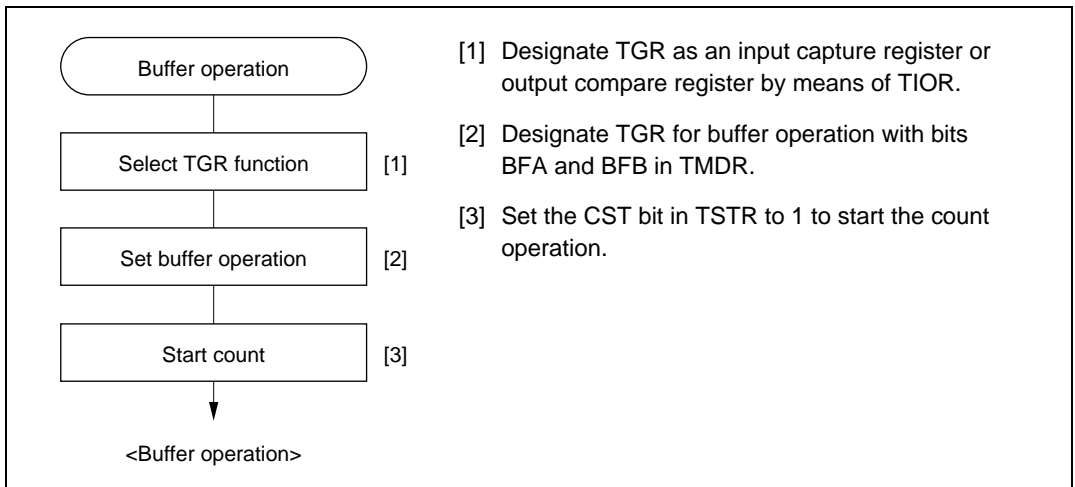 Buffer operation
Select TGR function [1]
Set buffer operation [2]
Start count [3]
<Buffer operation>
[1] Designate TGR as an input capture register or
output compare register by means of TIOR.
[2] Designate TGR for buffer operation with bits
BFA and BFB in TMDR.
[3] Set the CST bit in TSTR to 1 to start the count
operation.